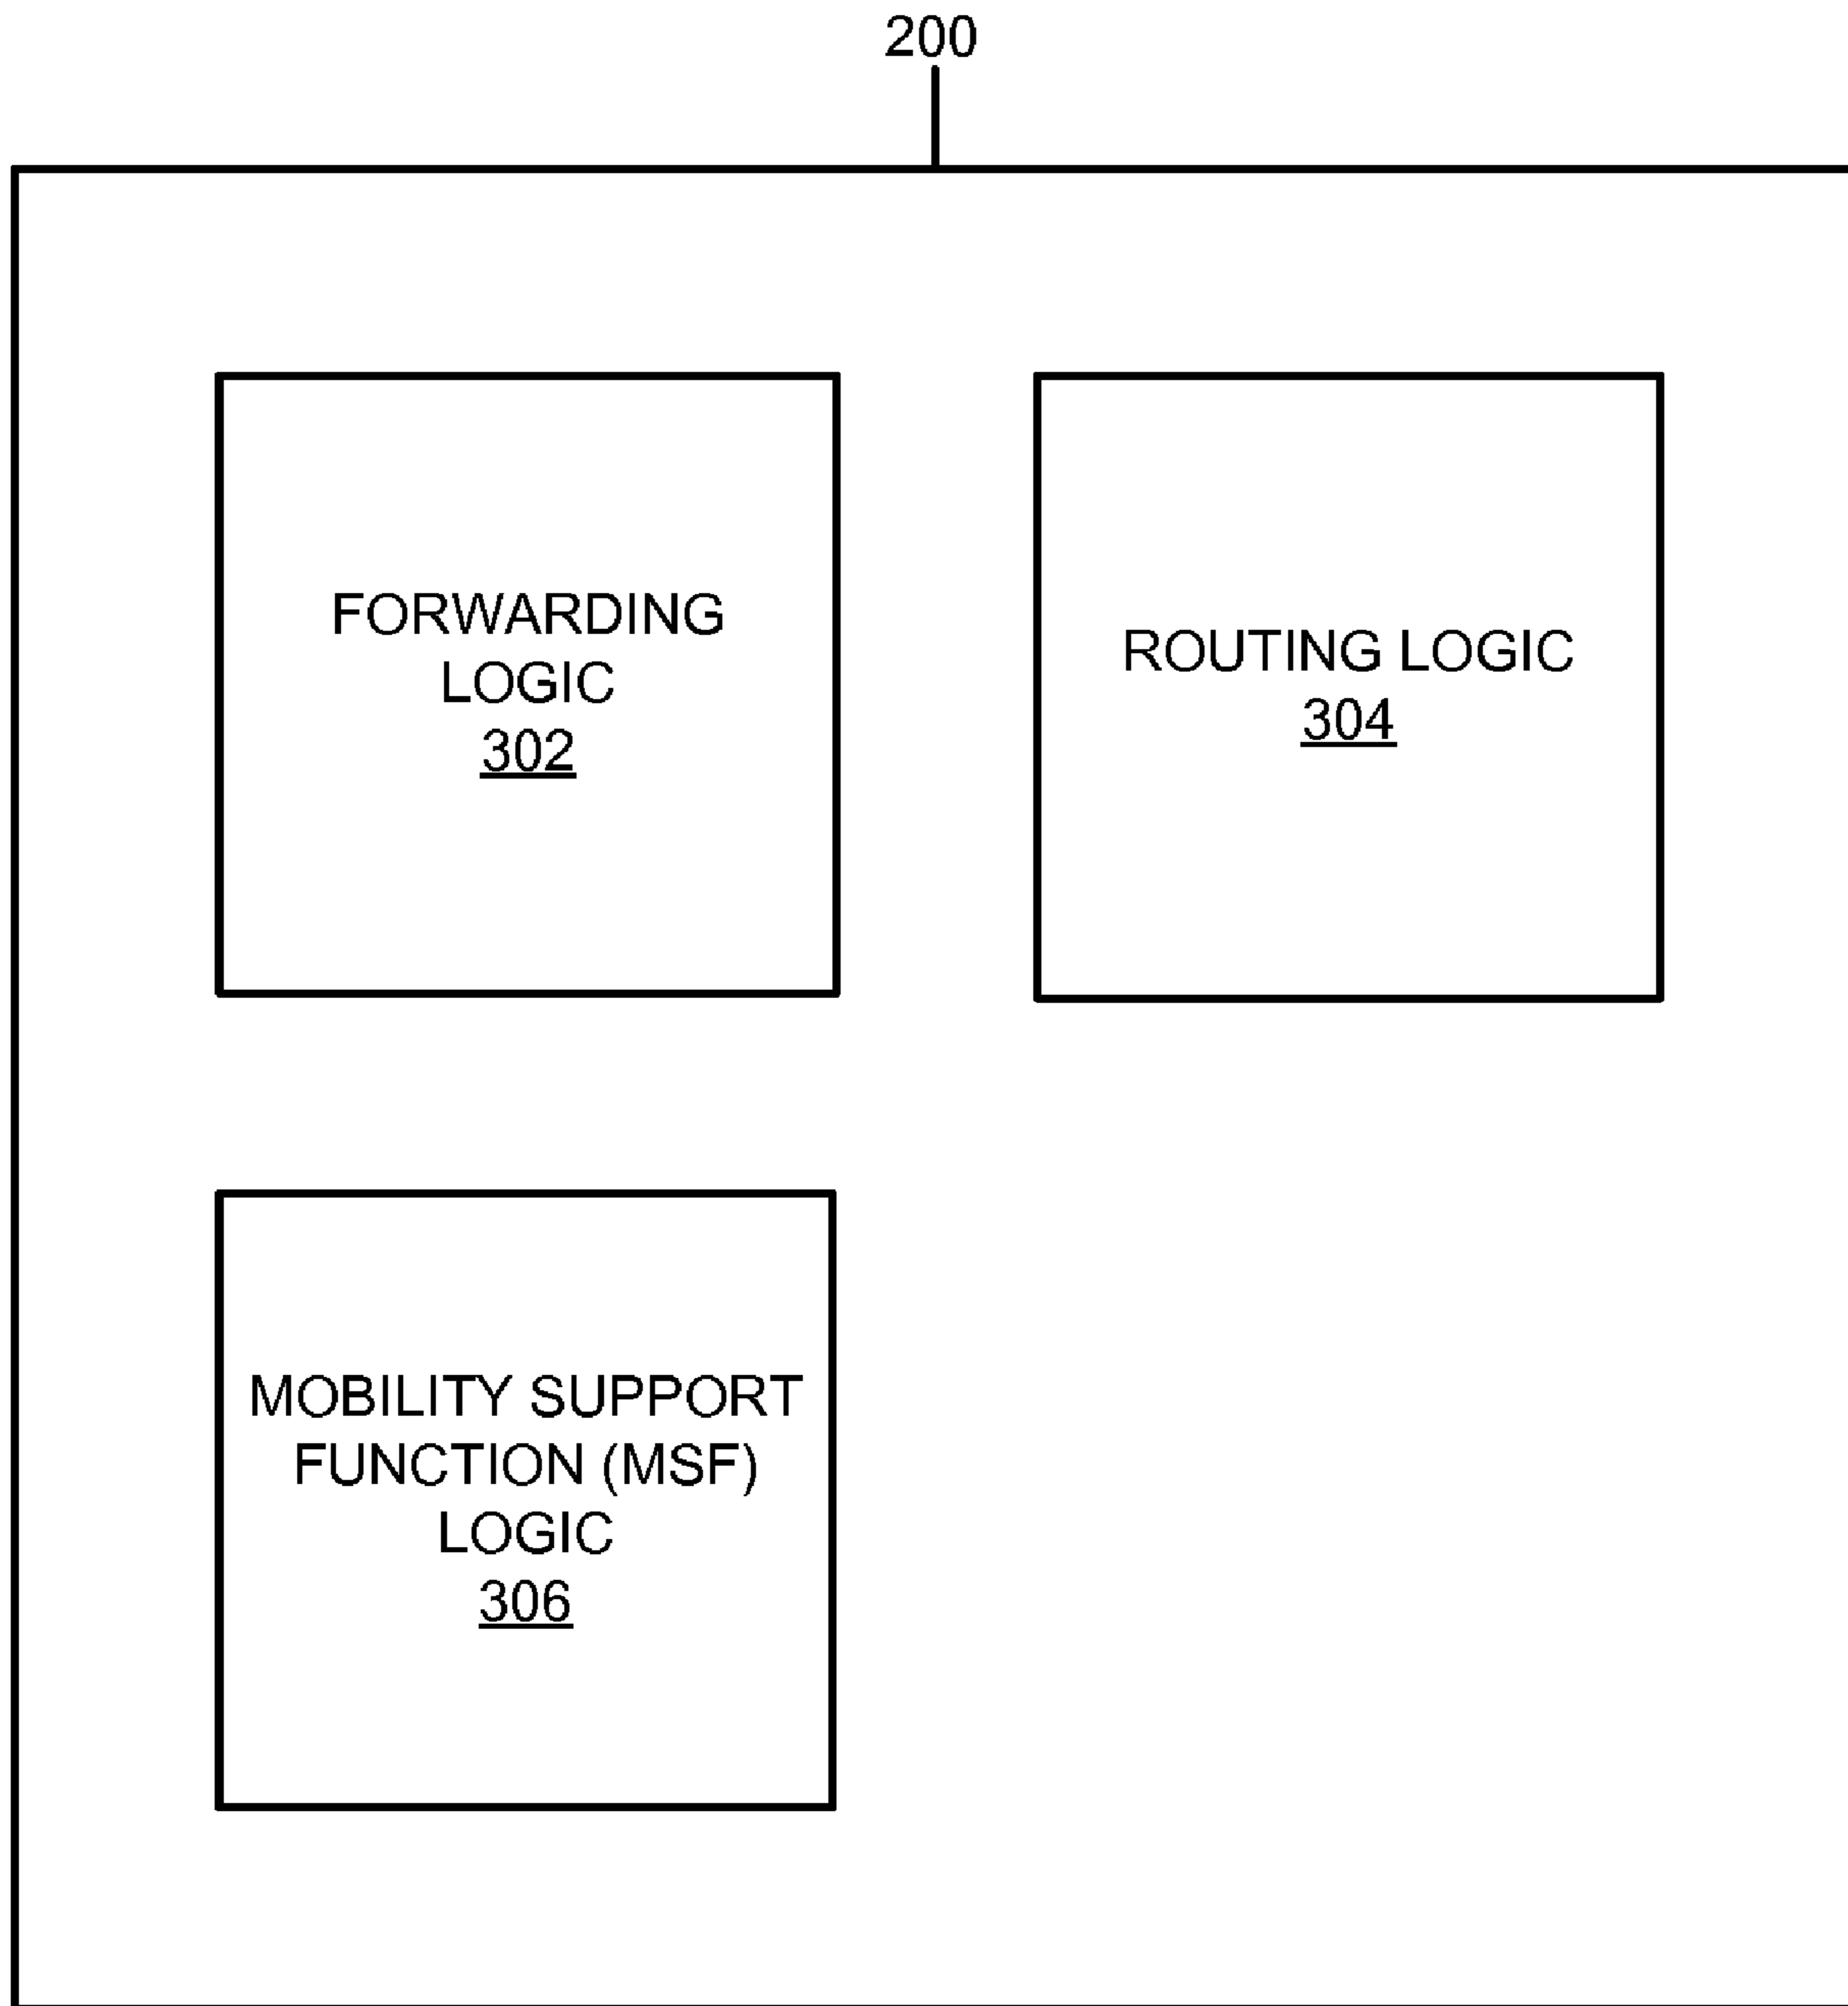 200
FORWARDING
LOGIC
302
ROUTING LOGIC
304
MOBILITY SUPPORT
FUNCTION (MSF)
LOGIC
306